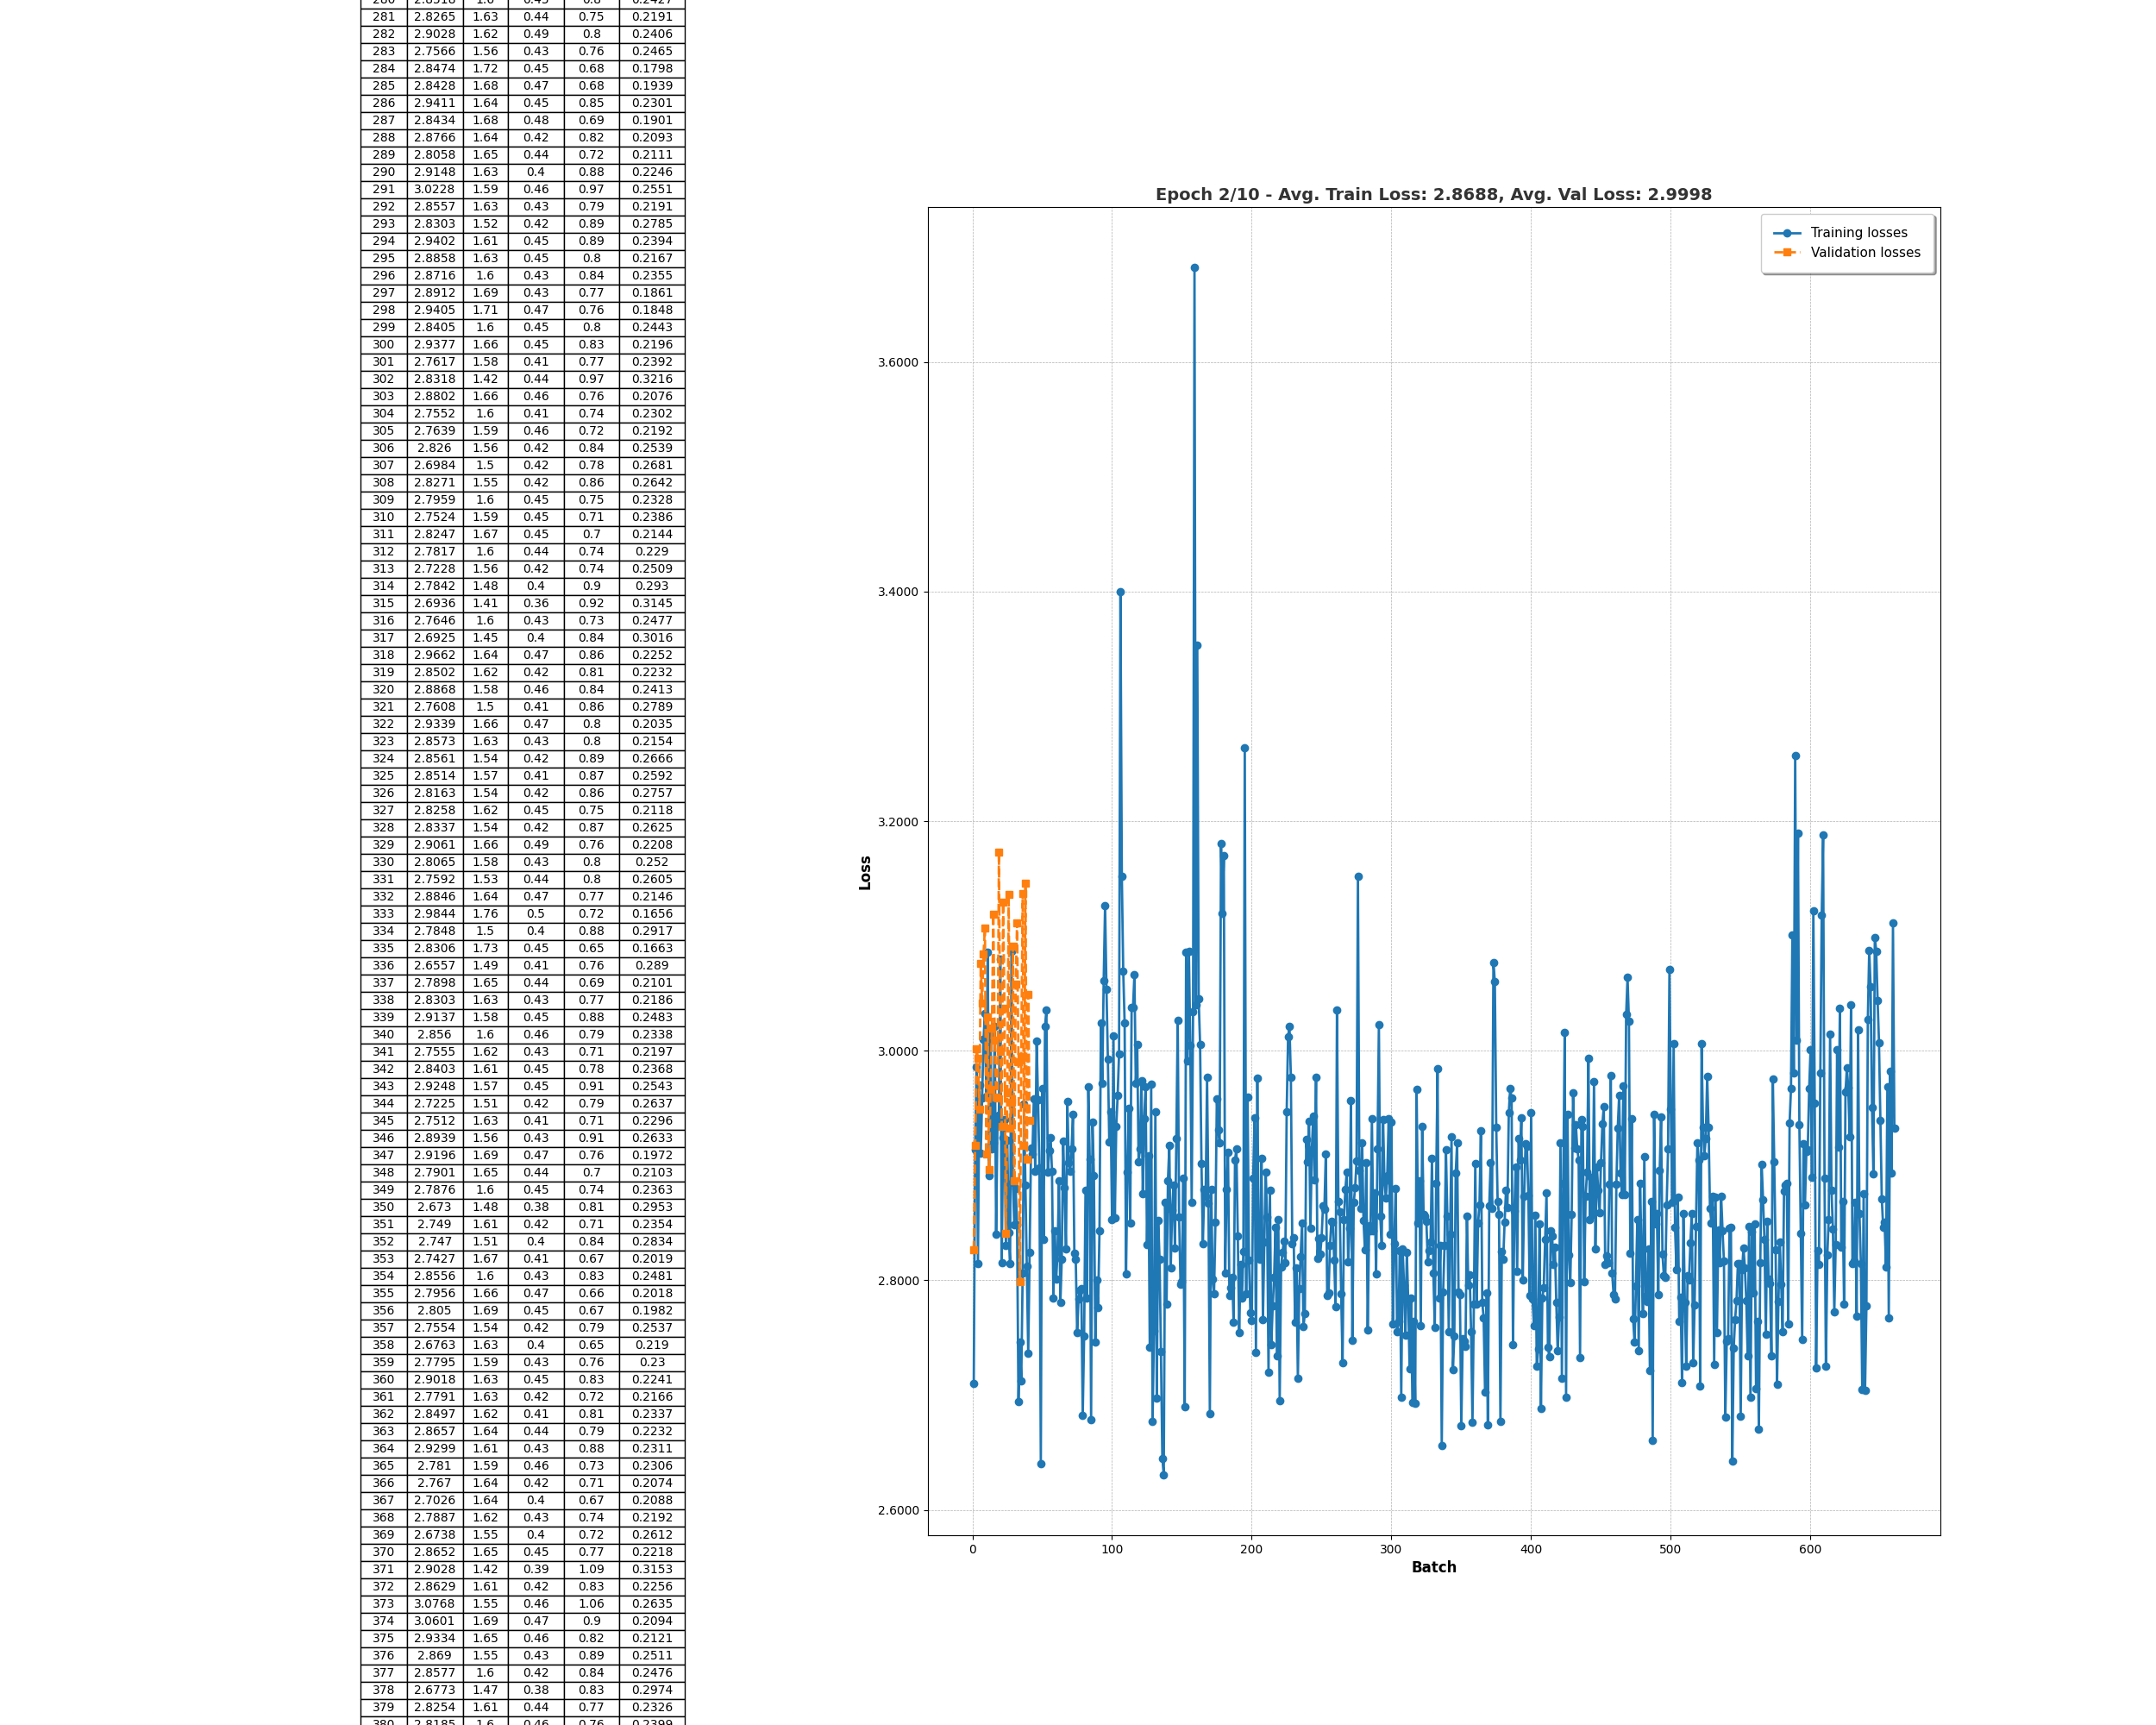 280 2.8518 1.6 0.45 0.8 0.2427
281 2.8265 1.63 0.44 0.75 0.2191
282 2.9028 1.62 0.49 0.8 0.2406
283 2.7566 1.56 0.43 0.76 0.2465
284 2.8474 1.72 0.45 0.68 0.1798
285 2.8428 1.68 0.47 0.68 0.1939
286 2.9411 1.64 0.45 0.85 0.2301
287 2.8434 1.68 0.48 0.69 0.1901
288 2.8766 1.64 0.42 0.82 0.2093
289 2.8058 1.65 0.44 0.72 0.2111
290 2.9148 1.63 0.4 0.88 0.2246
291 3.0228 1.59 0.46 0.97 0.2551
292 2.8557 1.63 0.43 0.79 0.2191
293 2.8303 1.52 0.42 0.89 0.2785
294 2.9402 1.61 0.45 0.89 0.2394
295 2.8858 1.63 0.45 0.8 0.2167
296 2.8716 1.6 0.43 0.84 0.2355
297 2.8912 1.69 0.43 0.77 0.1861
298 2.9405 1.71 0.47 0.76 0.1848
299 2.8405 1.6 0.45 0.8 0.2443
300 2.9377 1.66 0.45 0.83 0.2196
301 2.7617 1.58 0.41 0.77 0.2392
302 2.8318 1.42 0.44 0.97 0.3216
303 2.8802 1.66 0.46 0.76 0.2076
304 2.7552 1.6 0.41 0.74 0.2302
305 2.7639 1.59 0.46 0.72 0.2192
306 2.826 1.56 0.42 0.84 0.2539
307 2.6984 1.5 0.42 0.78 0.2681
308 2.8271 1.55 0.42 0.86 0.2642
309 2.7959 1.6 0.45 0.75 0.2328
310 2.7524 1.59 0.45 0.71 0.2386
311 2.8247 1.67 0.45 0.7 0.2144
312 2.7817 1.6 0.44 0.74 0.229
313 2.7228 1.56 0.42 0.74 0.2509
314 2.7842 1.48 0.4 0.9 0.293
315 2.6936 1.41 0.36 0.92 0.3145
316 2.7646 1.6 0.43 0.73 0.2477
317 2.6925 1.45 0.4 0.84 0.3016
318 2.9662 1.64 0.47 0.86 0.2252
319 2.8502 1.62 0.42 0.81 0.2232
320 2.8868 1.58 0.46 0.84 0.2413
321 2.7608 1.5 0.41 0.86 0.2789
322 2.9339 1.66 0.47 0.8 0.2035
323 2.8573 1.63 0.43 0.8 0.2154
324 2.8561 1.54 0.42 0.89 0.2666
325 2.8514 1.57 0.41 0.87 0.2592
326 2.8163 1.54 0.42 0.86 0.2757
327 2.8258 1.62 0.45 0.75 0.2118
328 2.8337 1.54 0.42 0.87 0.2625
329 2.9061 1.66 0.49 0.76 0.2208
330 2.8065 1.58 0.43 0.8 0.252
331 2.7592 1.53 0.44 0.8 0.2605
332 2.8846 1.64 0.47 0.77 0.2146
333 2.9844 1.76 0.5 0.72 0.1656
334 2.7848 1.5 0.4 0.88 0.2917
335 2.8306 1.73 0.45 0.65 0.1663
336 2.6557 1.49 0.41 0.76 0.289
337 2.7898 1.65 0.44 0.69 0.2101
338 2.8303 1.63 0.43 0.77 0.2186
339 2.9137 1.58 0.45 0.88 0.2483
340 2.856 1.6 0.46 0.79 0.2338
341 2.7555 1.62 0.43 0.71 0.2197
342 2.8403 1.61 0.45 0.78 0.2368
343 2.9248 1.57 0.45 0.91 0.2543
344 2.7225 1.51 0.42 0.79 0.2637
345 2.7512 1.63 0.41 0.71 0.2296
346 2.8939 1.56 0.43 0.91 0.2633
347 2.9196 1.69 0.47 0.76 0.1972
348 2.7901 1.65 0.44 0.7 0.2103
349 2.7876 1.6 0.45 0.74 0.2363
350 2.673 1.48 0.38 0.81 0.2953
351 2.749 1.61 0.42 0.71 0.2354
352 2.747 1.51 0.4 0.84 0.2834
353 2.7427 1.67 0.41 0.67 0.2019
354 2.8556 1.6 0.43 0.83 0.2481
355 2.7956 1.66 0.47 0.66 0.2018
356 2.805 1.69 0.45 0.67 0.1982
357 2.7554 1.54 0.42 0.79 0.2537
358 2.6763 1.63 0.4 0.65 0.219
359 2.7795 1.59 0.43 0.76 0.23
360 2.9018 1.63 0.45 0.83 0.2241
361 2.7791 1.63 0.42 0.72 0.2166
362 2.8497 1.62 0.41 0.81 0.2337
363 2.8657 1.64 0.44 0.79 0.2232
364 2.9299 1.61 0.43 0.88 0.2311
365 2.781 1.59 0.46 0.73 0.2306
366 2.767 1.64 0.42 0.71 0.2074
367 2.7026 1.64 0.4 0.67 0.2088
368 2.7887 1.62 0.43 0.74 0.2192
369 2.6738 1.55 0.4 0.72 0.2612
370 2.8652 1.65 0.45 0.77 0.2218
371 2.9028 1.42 0.39 1.09 0.3153
372 2.8629 1.61 0.42 0.83 0.2256
373 3.0768 1.55 0.46 1.06 0.2635
374 3.0601 1.69 0.47 0.9 0.2094
375 2.9334 1.65 0.46 0.82 0.2121
376 2.869 1.55 0.43 0.89 0.2511
377 2.8577 1.6 0.42 0.84 0.2476
378 2.6773 1.47 0.38 0.83 0.2974
379 2.8254 1.61 0.44 0.77 0.2326
380 2.8185 1.6 0.46 0.76 0.2399
Epoch 2/10 - Avg. Train Loss: 2.8688, Avg. Val Loss: 2.9998
Training losses
Validation losses
3.6000
3.4000
3.2000
3.0000
2.8000
2.6000
Loss
0 100 200 300 400 500 600
Batch